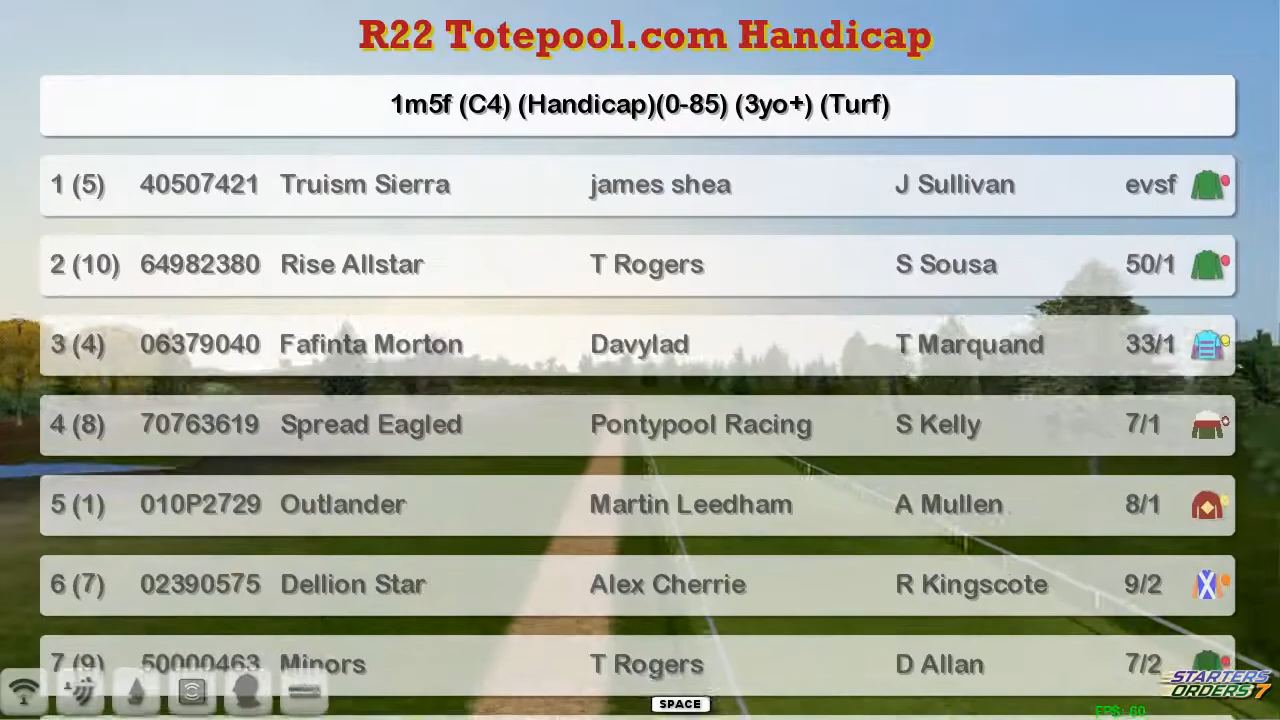 R22 Totepool.com Handicap
1m5f (C4) (Handicap)(0-85) (3yo+) (Turf)
1 (5) 40507421 Truism Sierra james shea J Sullivan evsf
2 (10) 64982380 Rise Allstar T Rogers S Sousa 50/1
3 (4) 06379040 Fafinta Morton Davylad T Marquand 33/1
4 (8) 70763619 Spread Eagled Pontypool Racing S Kelly 7/1
5 (1) 010P2729 Outlander Martin Leedham A Mullen 8/1
6 (7) 02390575 Dellion Star Alex Cherrie R Kingscote 9/2
7 (9) 50000463 Minors T Rogers D Allan 7/2
STARTERS
ORDERS 7
SPACE
FPS: 60